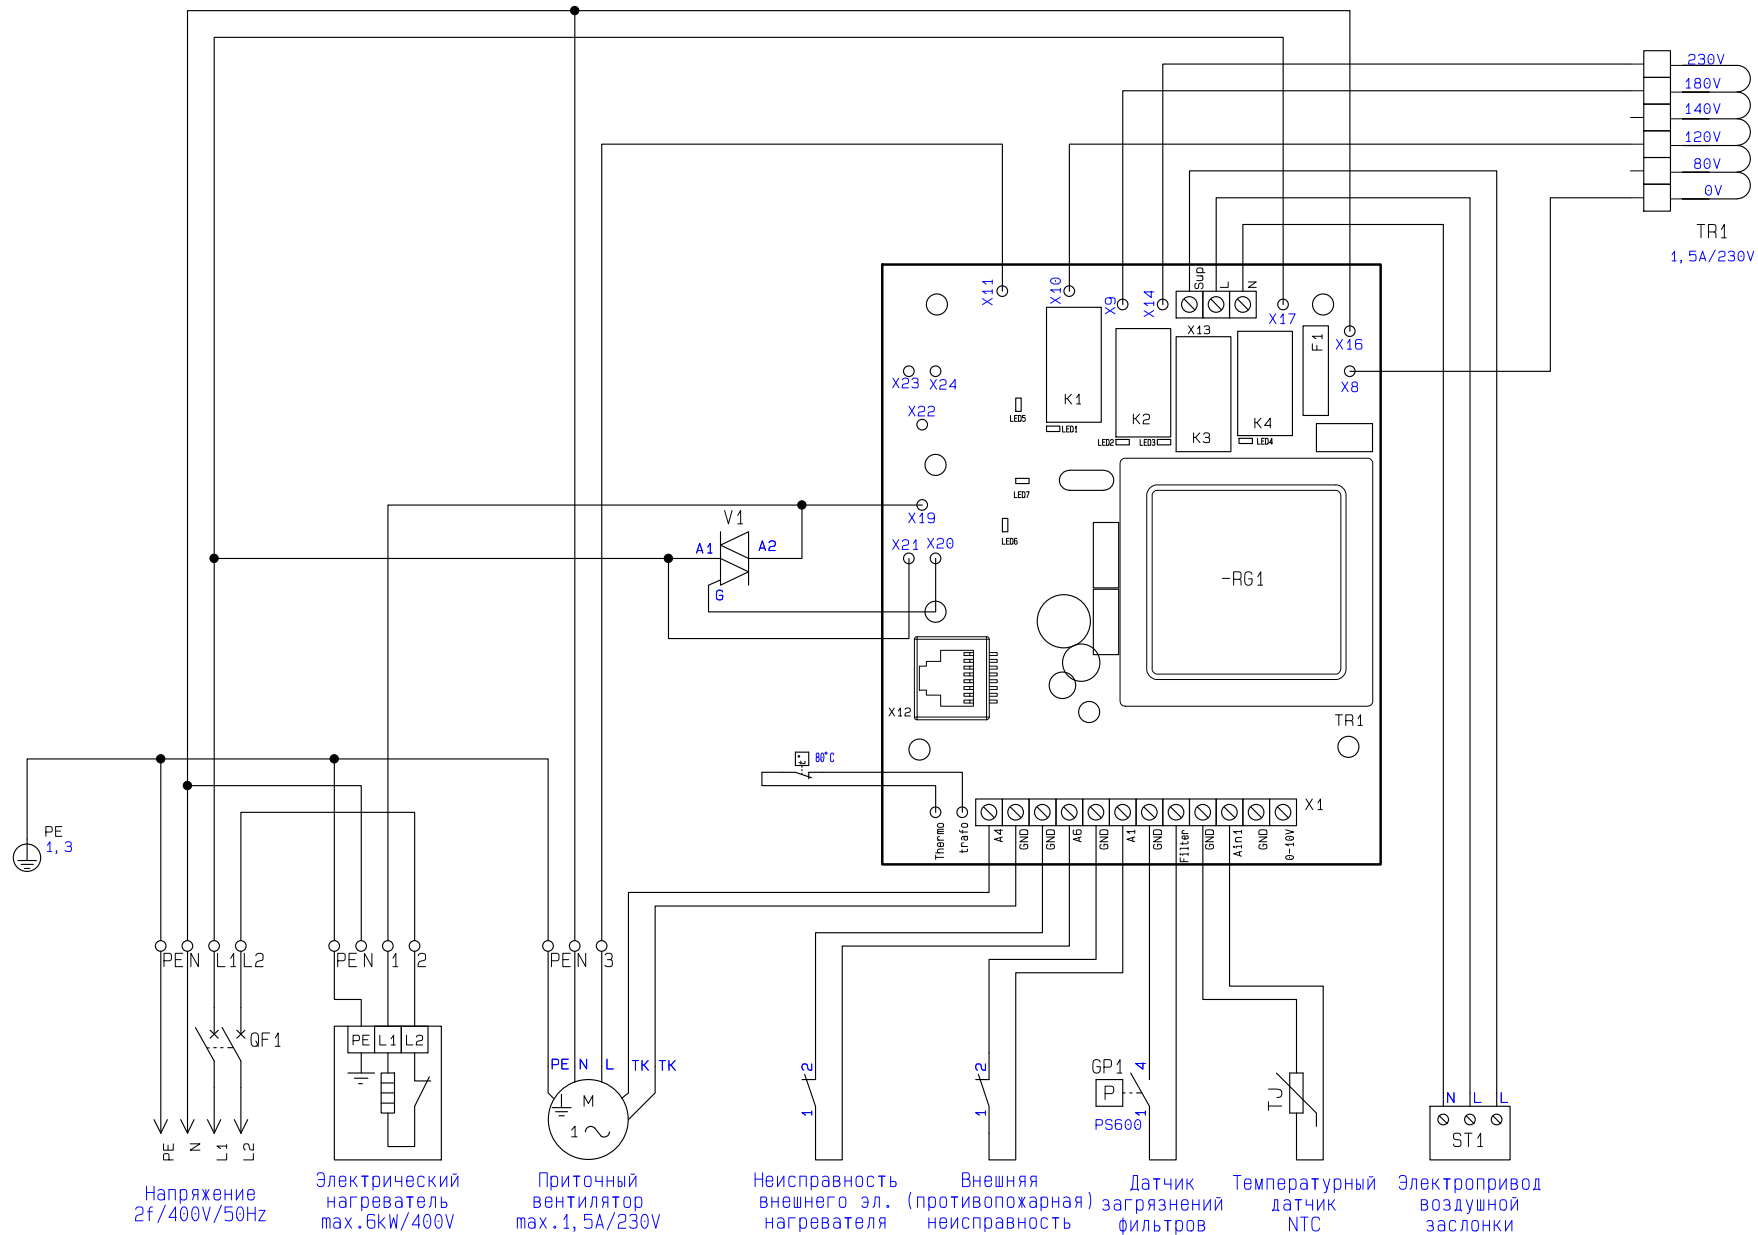 230V
180V
140V
120V
80V
0V
TR1
1,5A/230V
X11
X10
X9
X14
Sup
L
N
X13
X17
F1
X16
X8
X23
X24
X22
K1
K2
K3
K4
LED5
LED1
LED2
LED3
LED4
LED7
LED6
X19
V1
A1
A2
G
X21
X20
-RG1
X12
TR1
t°
80°C
Thermo
trafo
A4
GND
GND
A6
GND
A1
GND
Filter
GND
Ain1
GND
0-10V
X1
PE
1,3
PE N L1 L2
PE N 1 2
PE N 3
QF1
PE L1 L2
PE N L TK TK
M
1
2
1
2
1
GP1
P
PS600
4
1
TJ
N L L
ST1
PE
N
L1
L2
Напряжение
2f/400V/50Hz
Электрический
нагреватель
max.6kW/400V
Приточный
вентилятор
max.1,5A/230V
Неисправность
внешнего эл.
нагревателя
Внешняя
(противопожарная)
неисправность
Датчик
загрязнений
фильтров
Температурный
датчик
NTC
Электропривод
воздушной
заслонки